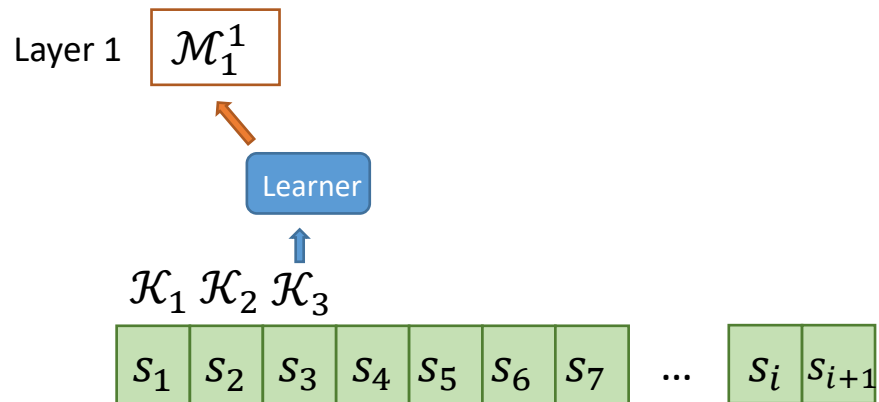 Layer 1 ℳ₁¹
Learner
𝒦₁ 𝒦₂ 𝒦₃
s₁ s₂ s₃ s₄ s₅ s₆ s₇ ... sᵢ sᵢ₊₁